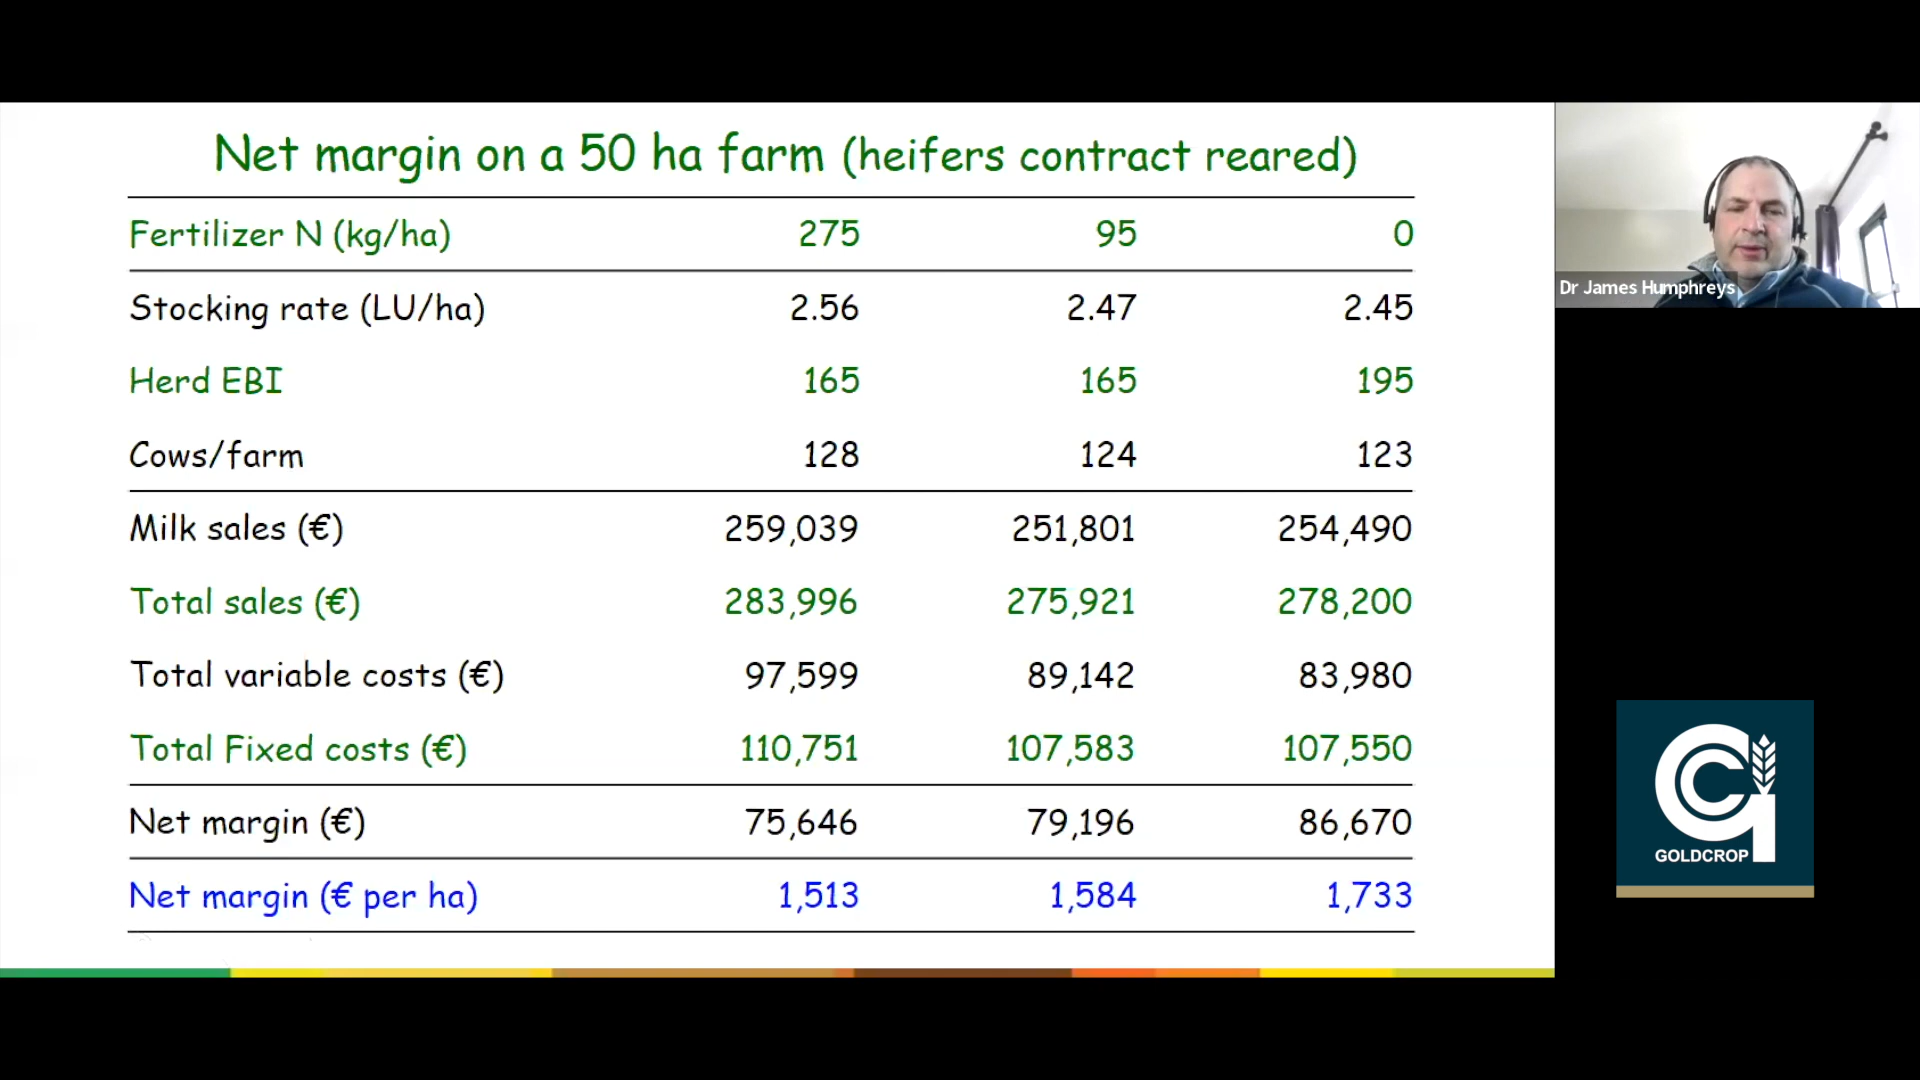 Net margin on a 50 ha farm (heifers contract reared)
Fertilizer N (kg/ha) 275 95 0
Stocking rate (LU/ha) 2.56 2.47 2.45
Herd EBI 165 165 195
Cows/farm 128 124 123
Milk sales (€) 259,039 251,801 254,490
Total sales (€) 283,996 275,921 278,200
Total variable costs (€) 97,599 89,142 83,980
Total Fixed costs (€) 110,751 107,583 107,550
Net margin (€) 75,646 79,196 86,670
Net margin (€ per ha) 1,513 1,584 1,733
Dr James Humphreys
GOLDCROP